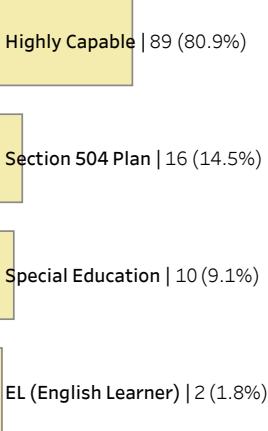 Highly Capable | 89 (80.9%)
Section 504 Plan | 16 (14.5%)
Special Education | 10 (9.1%)
EL (English Learner) | 2 (1.8%)